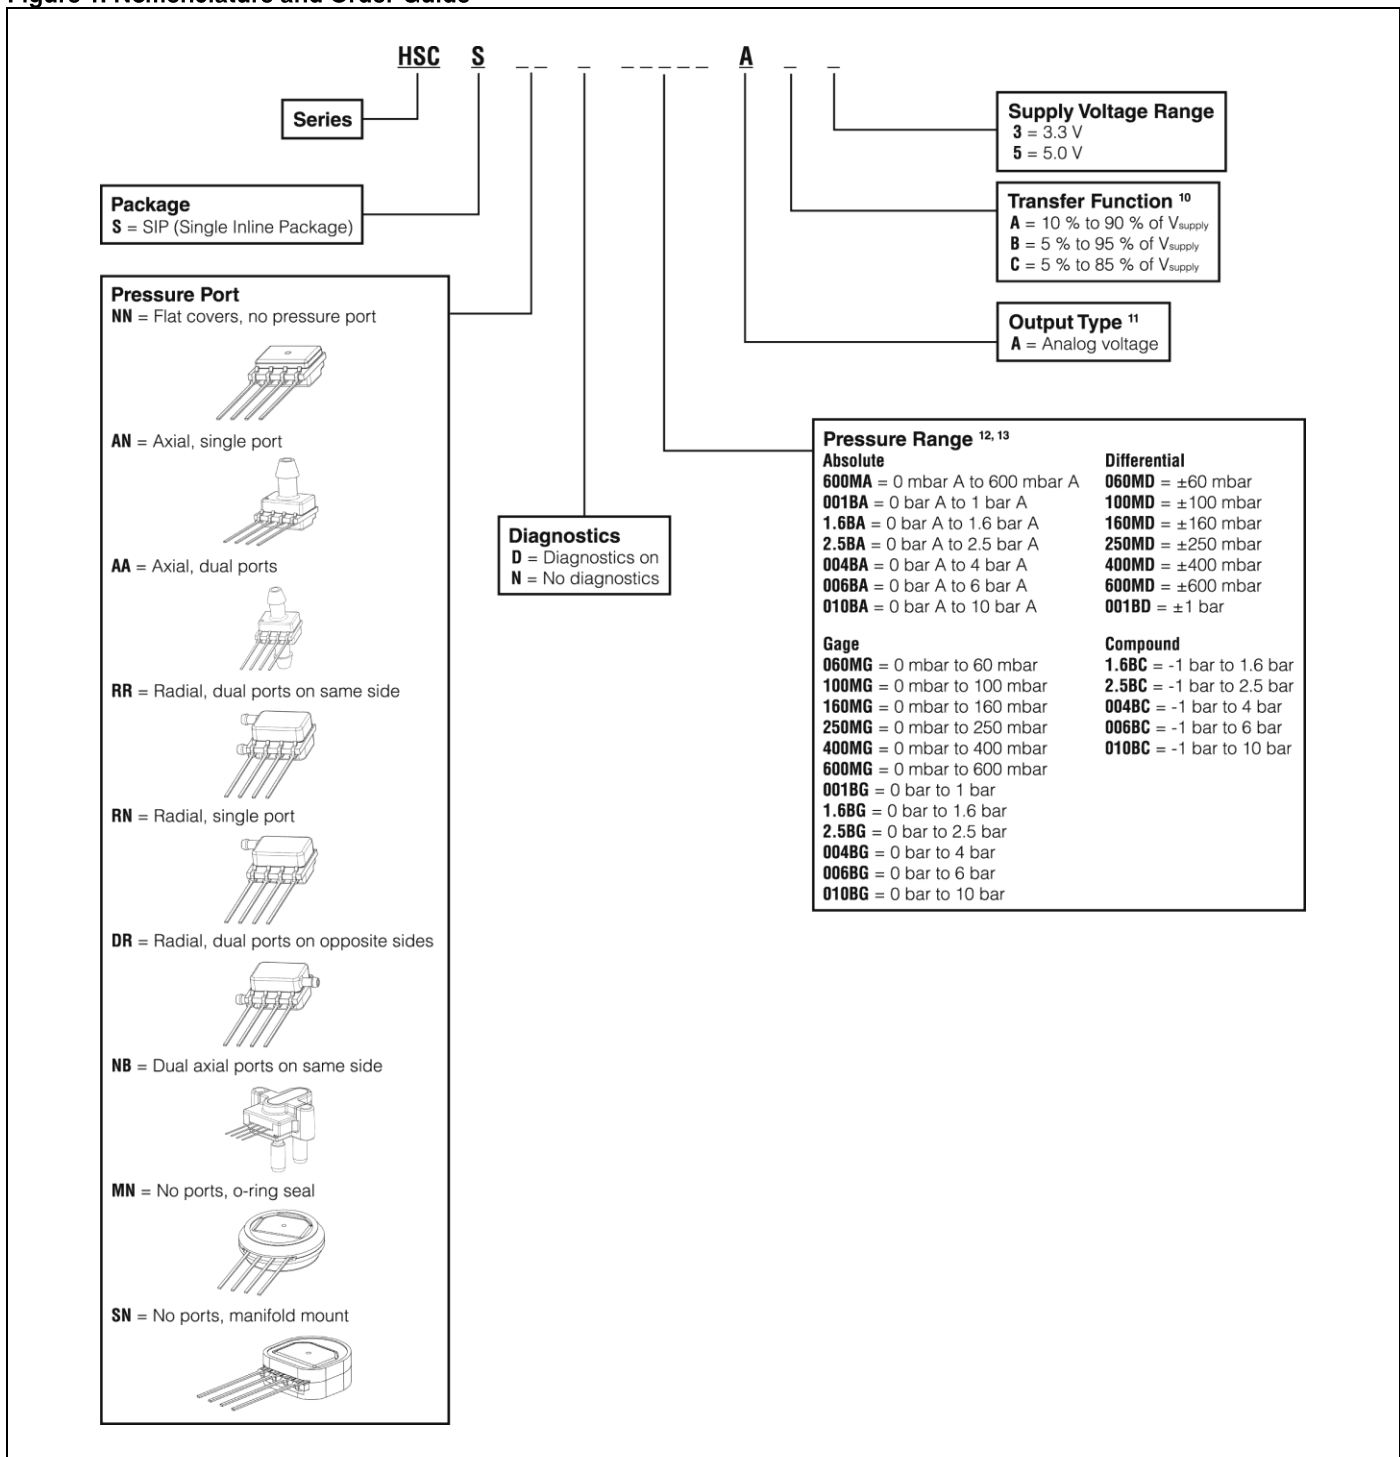 Figure 1. Nomenclature and Order Guide
HSC S _ _ _ _ _ _ _ _ A _ _
Series
Supply Voltage Range
3 = 3.3 V
5 = 5.0 V
Package
S = SIP (Single Inline Package)
Transfer Function 10
A = 10 % to 90 % of Vsupply
B = 5 % to 95 % of Vsupply
C = 5 % to 85 % of Vsupply
Output Type 11
A = Analog voltage
Pressure Port
NN = Flat covers, no pressure port
AN = Axial, single port
AA = Axial, dual ports
RR = Radial, dual ports on same side
RN = Radial, single port
DR = Radial, dual ports on opposite sides
NB = Dual axial ports on same side
MN = No ports, o-ring seal
SN = No ports, manifold mount
Diagnostics
D = Diagnostics on
N = No diagnostics
Pressure Range 12, 13
Absolute
600MA = 0 mbar A to 600 mbar A
001BA = 0 bar A to 1 bar A
1.6BA = 0 bar A to 1.6 bar A
2.5BA = 0 bar A to 2.5 bar A
004BA = 0 bar A to 4 bar A
006BA = 0 bar A to 6 bar A
010BA = 0 bar A to 10 bar A
Gage
060MG = 0 mbar to 60 mbar
100MG = 0 mbar to 100 mbar
160MG = 0 mbar to 160 mbar
250MG = 0 mbar to 250 mbar
400MG = 0 mbar to 400 mbar
600MG = 0 mbar to 600 mbar
001BG = 0 bar to 1 bar
1.6BG = 0 bar to 1.6 bar
2.5BG = 0 bar to 2.5 bar
004BG = 0 bar to 4 bar
006BG = 0 bar to 6 bar
010BG = 0 bar to 10 bar
Differential
060MD = ±60 mbar
100MD = ±100 mbar
160MD = ±160 mbar
250MD = ±250 mbar
400MD = ±400 mbar
600MD = ±600 mbar
001BD = ±1 bar
Compound
1.6BC = -1 bar to 1.6 bar
2.5BC = -1 bar to 2.5 bar
004BC = -1 bar to 4 bar
006BC = -1 bar to 6 bar
010BC = -1 bar to 10 bar